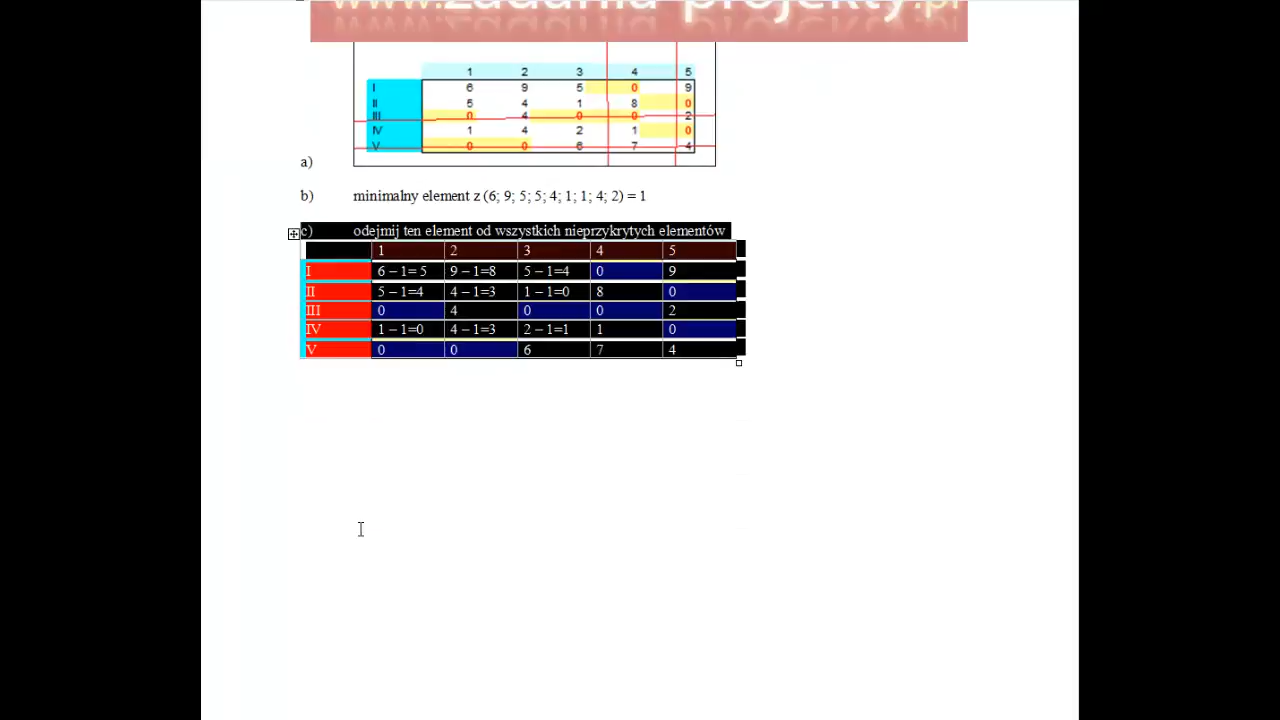 www.zadania-projekty.pl
1 2 3 4 5
I 6 9 5 0 9
II 5 4 1 8 0
III 0 4 0 0 2
IV 1 4 2 1 0
V 0 0 6 7 4
a)
b) minimalny element z (6; 9; 5; 5; 4; 1; 1; 4; 2) = 1
c) odejmij ten element od wszystkich nieprzykrytych elementów
1 2 3 4 5
I 6 – 1= 5 9 – 1=8 5 – 1=4 0 9
II 5 – 1=4 4 – 1=3 1 – 1=0 8 0
III 0 4 0 0 2
IV 1 – 1=0 4 – 1=3 2 – 1=1 1 0
V 0 0 6 7 4